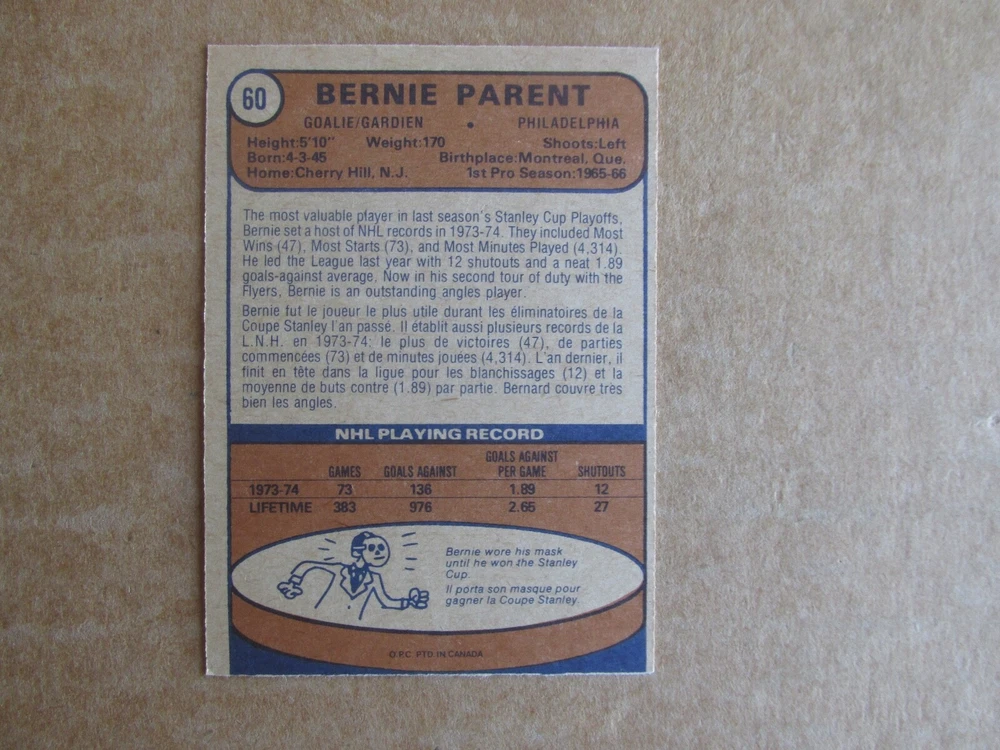 60
BERNIE PARENT
GOALIE/GARDIEN • PHILADELPHIA
Height:5'10" Weight:170 Shoots:Left
Born:4-3-45 Birthplace:Montreal, Que.
Home:Cherry Hill, N.J. 1st Pro Season:1965-66
The most valuable player in last season's Stanley Cup Playoffs,
Bernie set a host of NHL records in 1973-74. They included Most
Wins (47), Most Starts (73), and Most Minutes Played (4,314).
He led the League last year with 12 shutouts and a neat 1.89
goals-against average. Now in his second tour of duty with the
Flyers, Bernie is an outstanding angles player.
Bernie fut le joueur le plus utile durant les éliminatoires de la
Coupe Stanley l'an passé. Il établit aussi plusieurs records de la
L.N.H. en 1973-74: le plus de victoires (47), de parties
commencées (73) et de minutes jouées (4,314). L'an dernier, il
finit en tête dans la ligue pour les blanchissages (12) et la
moyenne de buts contre (1.89) par partie. Bernard couvre très
bien les angles.
NHL PLAYING RECORD
GAMES GOALS AGAINST GOALS AGAINST PER GAME SHUTOUTS
1973-74 73 136 1.89 12
LIFETIME 383 976 2.65 27
Bernie wore his mask
until he won the Stanley
Cup.
Il porta son masque pour
gagner la Coupe Stanley.
O.P.C. PTD. IN CANADA